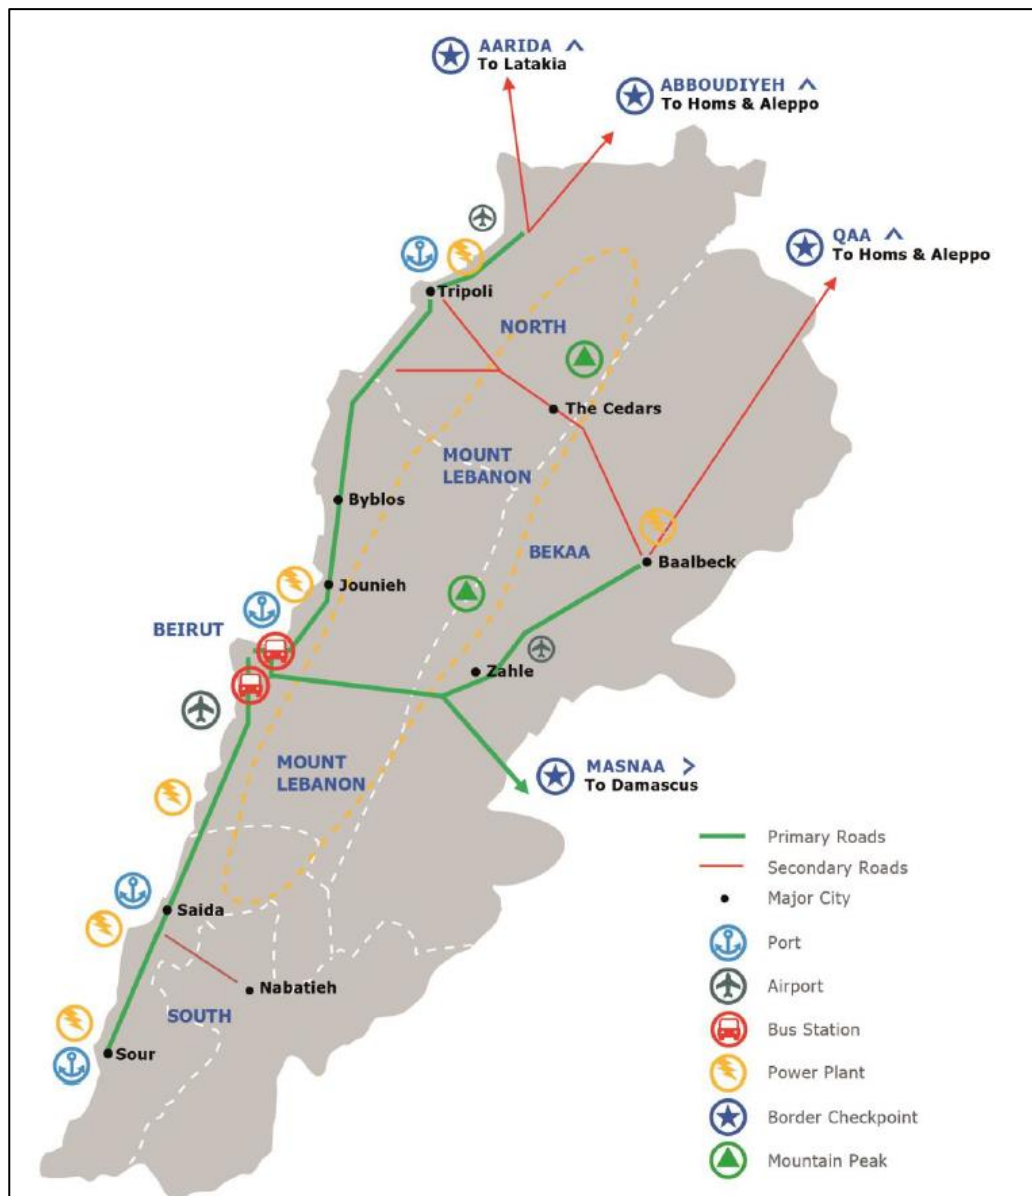 AARIDA ^
To Latakia
ABBOUDIYEH ^
To Homs & Aleppo
QAA ^
To Homs & Aleppo
Tripoli
NORTH
The Cedars
MOUNT
LEBANON
Byblos
BEKAA
Baalbeck
Jounieh
BEIRUT
Zahle
MOUNT
LEBANON
MASNAA >
To Damascus
Saida
Nabatieh
SOUTH
Sour
Primary Roads
Secondary Roads
Major City
Port
Airport
Bus Station
Power Plant
Border Checkpoint
Mountain Peak